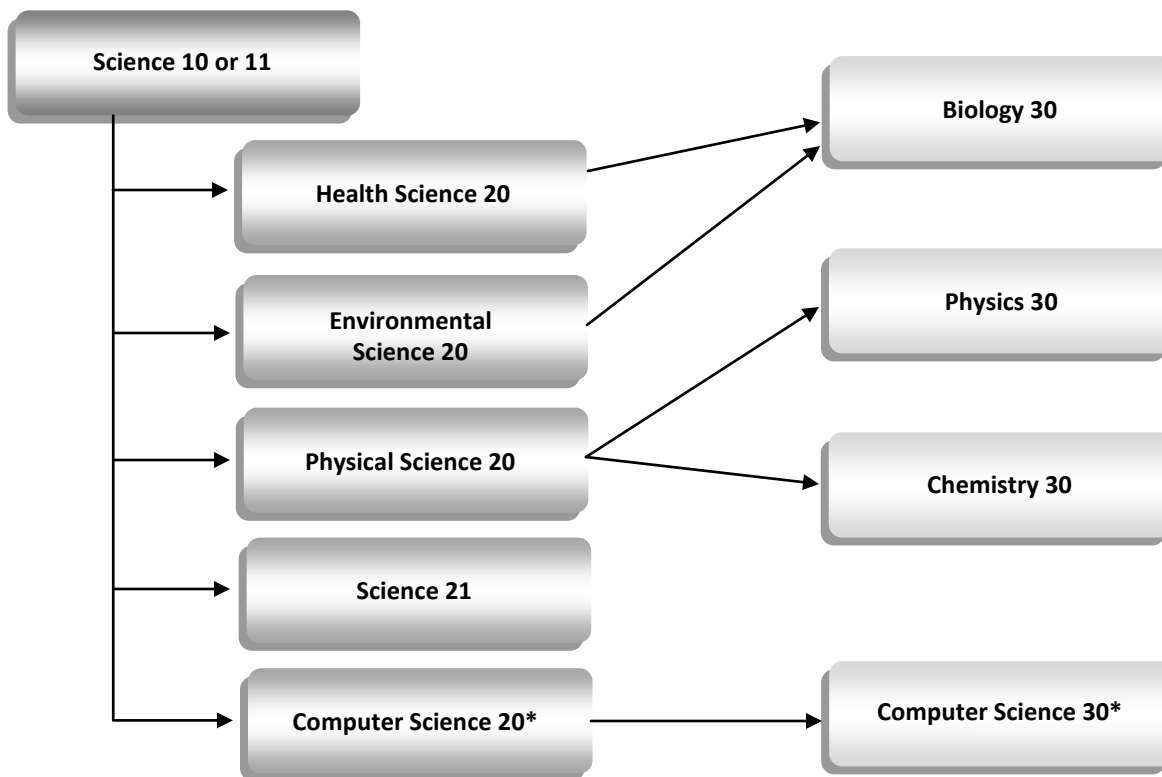 Science 10 or 11
Health Science 20
Environmental
Science 20
Physical Science 20
Science 21
Computer Science 20*
Biology 30
Physics 30
Chemistry 30
Computer Science 30*